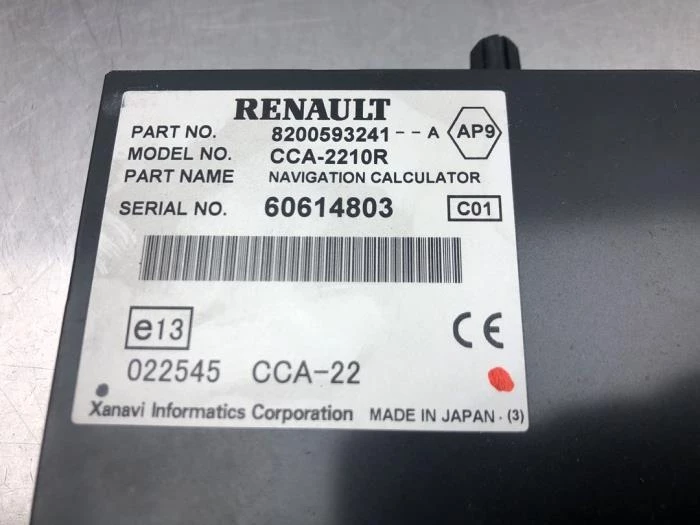 RENAULT
PART NO. 8200593241--A AP9
MODEL NO. CCA-2210R
PART NAME NAVIGATION CALCULATOR
SERIAL NO. 60614803 C01
e13 CE
022545 CCA-22
Xanavi Informatics Corporation MADE IN JAPAN · (3)